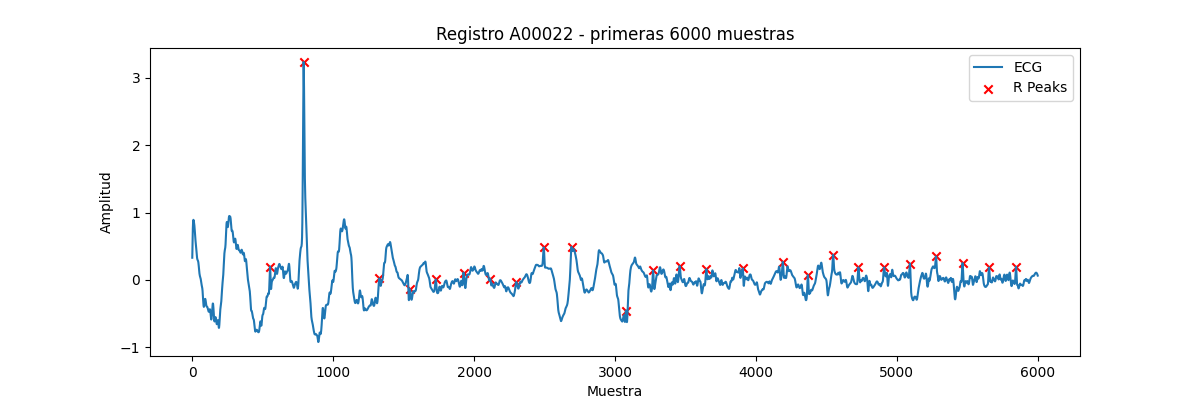 Registro A00022 - primeras 6000 muestras
ECG
R Peaks
Amplitud
3
2
1
0
−1
0 1000 2000 3000 4000 5000 6000
Muestra